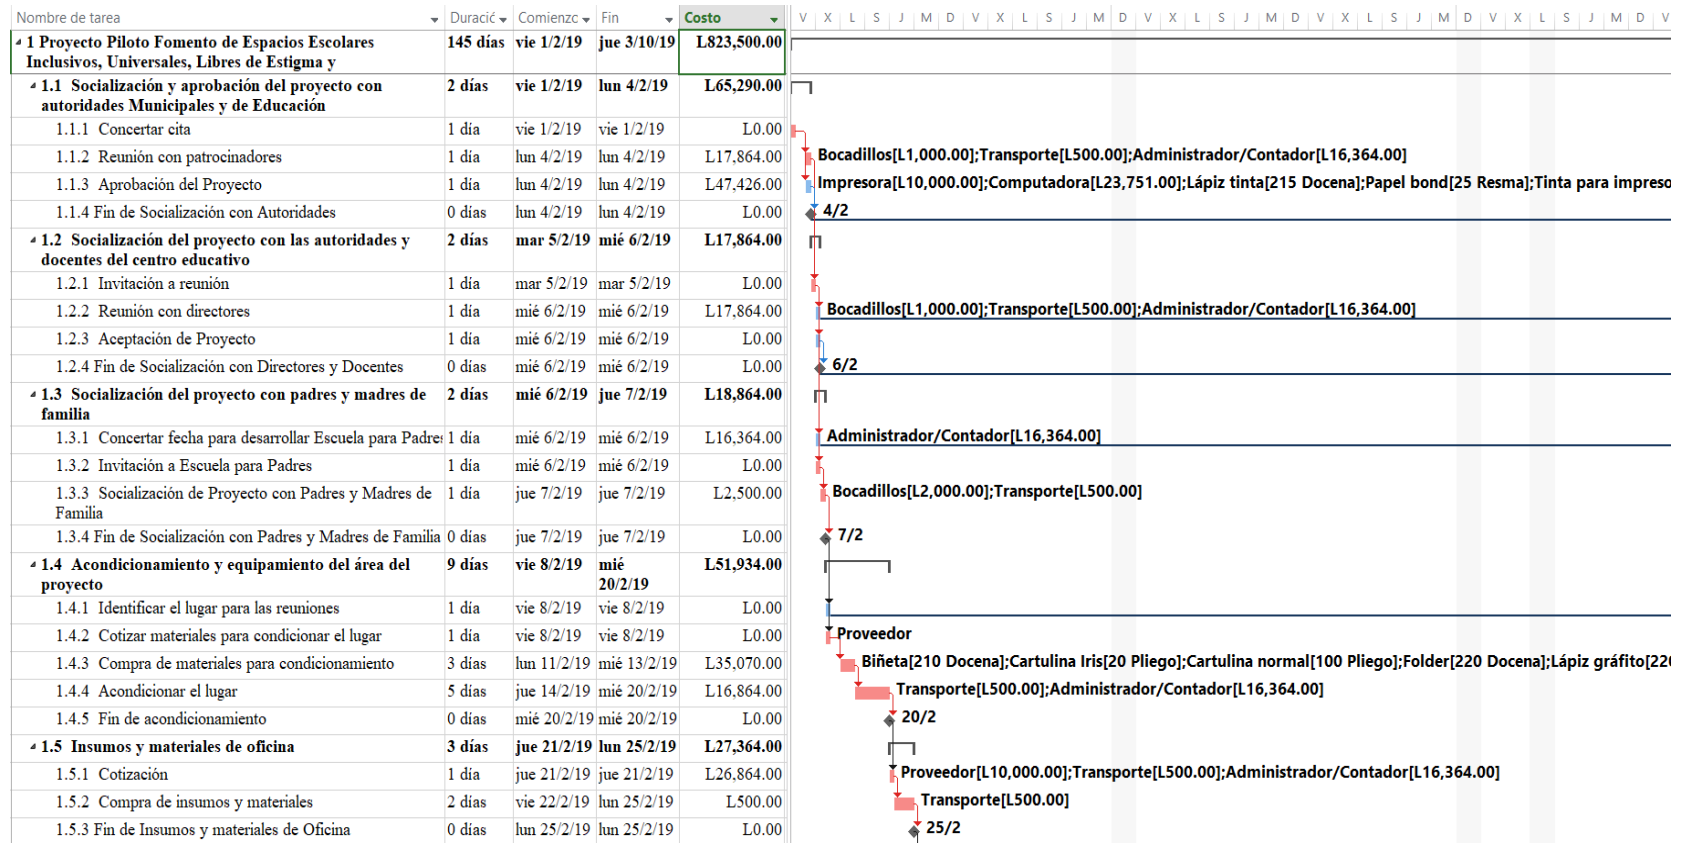 Nombre de tarea Duració Comienzc Fin Costo V X L S J M D V X L S J M D V X L S J M D V X L S J M D V
1 Proyecto Piloto Fomento de Espacios Escolares 145 días vie 1/2/19 jue 3/10/19 L823,500.00
Inclusivos, Universales, Libres de Estigma y
1.1 Socialización y aprobación del proyecto con 2 días vie 1/2/19 lun 4/2/19 L65,290.00
autoridades Municipales y de Educación
1.1.1 Concertar cita 1 día vie 1/2/19 vie 1/2/19 L0.00
1.1.2 Reunión con patrocinadores 1 día lun 4/2/19 lun 4/2/19 L17,864.00 Bocadillos[L1,000.00];Transporte[L500.00];Administrador/Contador[L16,364.00]
1.1.3 Aprobación del Proyecto 1 día lun 4/2/19 lun 4/2/19 L47,426.00 Impresora[L10,000.00];Computadora[L23,751.00];Lápiz tinta[215 Docena];Papel bond[25 Resma];Tinta para impreso
1.1.4 Fin de Socialización con Autoridades 0 días lun 4/2/19 lun 4/2/19 L0.00 4/2
1.2 Socialización del proyecto con las autoridades y 2 días mar 5/2/19 mié 6/2/19 L17,864.00
docentes del centro educativo
1.2.1 Invitación a reunión 1 día mar 5/2/19 mar 5/2/19 L0.00
1.2.2 Reunión con directores 1 día mié 6/2/19 mié 6/2/19 L17,864.00 Bocadillos[L1,000.00];Transporte[L500.00];Administrador/Contador[L16,364.00]
1.2.3 Aceptación de Proyecto 1 día mié 6/2/19 mié 6/2/19 L0.00
1.2.4 Fin de Socialización con Directores y Docentes 0 días mié 6/2/19 mié 6/2/19 L0.00 6/2
1.3 Socialización del proyecto con padres y madres de 2 días mié 6/2/19 jue 7/2/19 L18,864.00
familia
1.3.1 Concertar fecha para desarrollar Escuela para Padres 1 día mié 6/2/19 mié 6/2/19 L16,364.00 Administrador/Contador[L16,364.00]
1.3.2 Invitación a Escuela para Padres 1 día mié 6/2/19 mié 6/2/19 L0.00
1.3.3 Socialización de Proyecto con Padres y Madres de 1 día jue 7/2/19 jue 7/2/19 L2,500.00 Bocadillos[L2,000.00];Transporte[L500.00]
Familia
1.3.4 Fin de Socialización con Padres y Madres de Familia 0 días jue 7/2/19 jue 7/2/19 L0.00 7/2
1.4 Acondicionamiento y equipamiento del área del 9 días vie 8/2/19 mié L51,934.00
proyecto 20/2/19
1.4.1 Identificar el lugar para las reuniones 1 día vie 8/2/19 vie 8/2/19 L0.00
1.4.2 Cotizar materiales para condicionar el lugar 1 día vie 8/2/19 vie 8/2/19 L0.00 Proveedor
1.4.3 Compra de materiales para condicionamiento 3 días lun 11/2/19 mié 13/2/19 L35,070.00 Biñeta[210 Docena];Cartulina Iris[20 Pliego];Cartulina normal[100 Pliego];Folder[220 Docena];Lápiz gráfito[220
1.4.4 Acondicionar el lugar 5 días jue 14/2/19 mié 20/2/19 L16,864.00 Transporte[L500.00];Administrador/Contador[L16,364.00]
1.4.5 Fin de acondicionamiento 0 días mié 20/2/19 mié 20/2/19 L0.00 20/2
1.5 Insumos y materiales de oficina 3 días jue 21/2/19 lun 25/2/19 L27,364.00
1.5.1 Cotización 1 día jue 21/2/19 jue 21/2/19 L26,864.00 Proveedor[L10,000.00];Transporte[L500.00];Administrador/Contador[L16,364.00]
1.5.2 Compra de insumos y materiales 2 días vie 22/2/19 lun 25/2/19 L500.00 Transporte[L500.00]
1.5.3 Fin de Insumos y materiales de Oficina 0 días lun 25/2/19 lun 25/2/19 L0.00 25/2